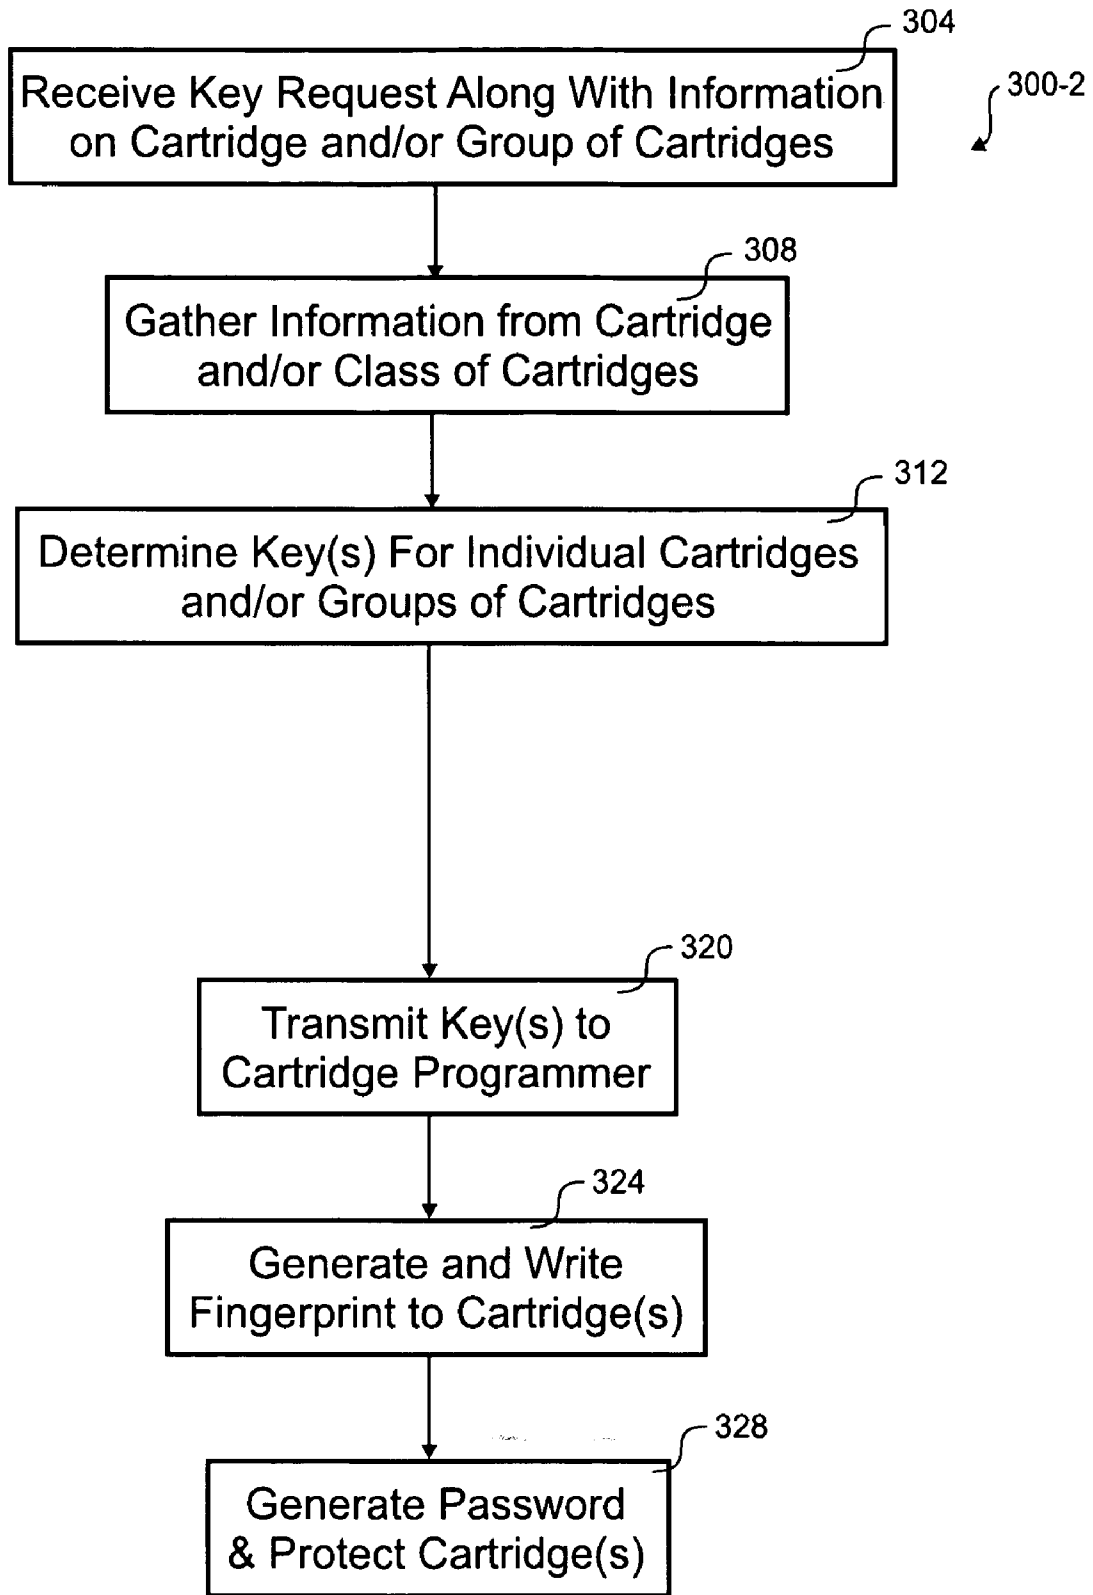 304
300-2
Receive Key Request Along With Information
on Cartridge and/or Group of Cartridges
308
Gather Information from Cartridge
and/or Class of Cartridges
312
Determine Key(s) For Individual Cartridges
and/or Groups of Cartridges
320
Transmit Key(s) to
Cartridge Programmer
324
Generate and Write
Fingerprint to Cartridge(s)
328
Generate Password
& Protect Cartridge(s)